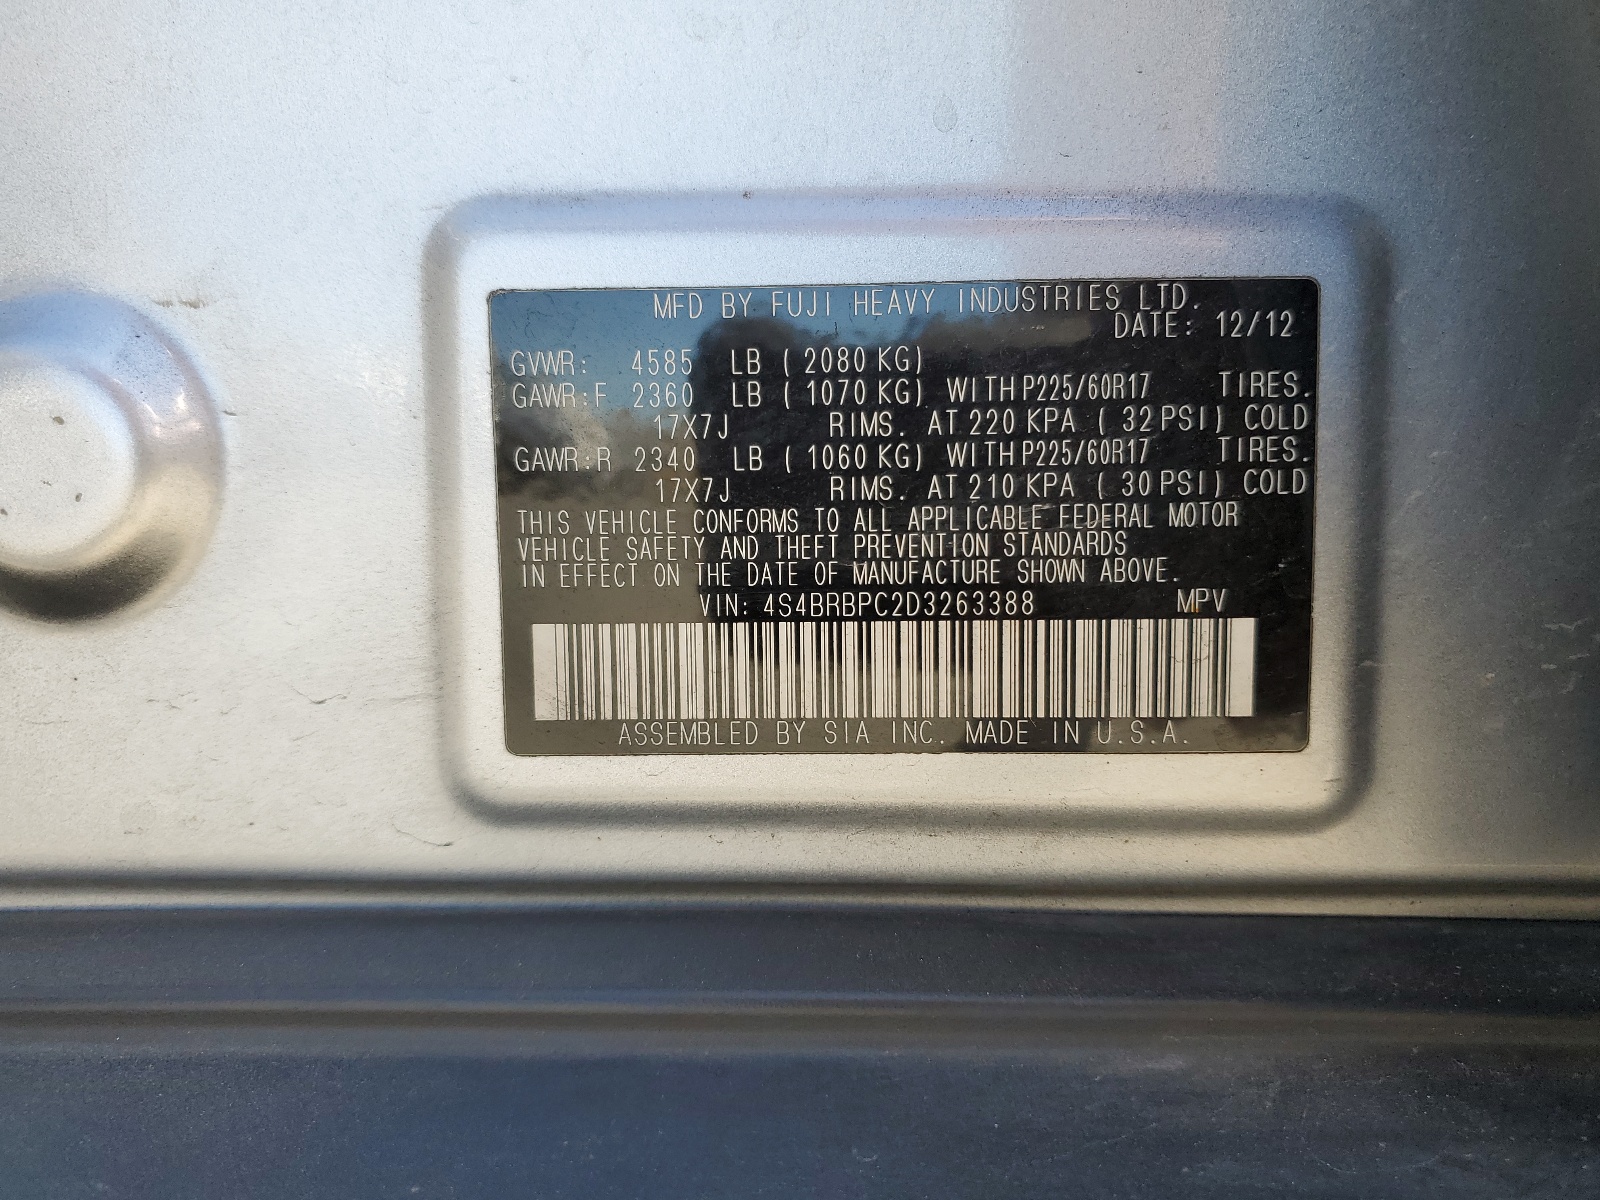 MFD BY FUJI HEAVY INDUSTRIES LTD.
DATE: 12/12
GVWR: 4585 LB ( 2080 KG)
GAWR:F 2360 LB ( 1070 KG) WITH P225/60R17 TIRES.
17X7J RIMS. AT 220 KPA ( 32 PSI) COLD
GAWR:R 2340 LB ( 1060 KG) WITH P225/60R17 TIRES.
17X7J RIMS. AT 210 KPA ( 30 PSI) COLD
THIS VEHICLE CONFORMS TO ALL APPLICABLE FEDERAL MOTOR
VEHICLE SAFETY AND THEFT PREVENTION STANDARDS
IN EFFECT ON THE DATE OF MANUFACTURE SHOWN ABOVE.
VIN: 4S4BRBPC2D3263388 MPV
ASSEMBLED BY SIA INC. MADE IN U.S.A.